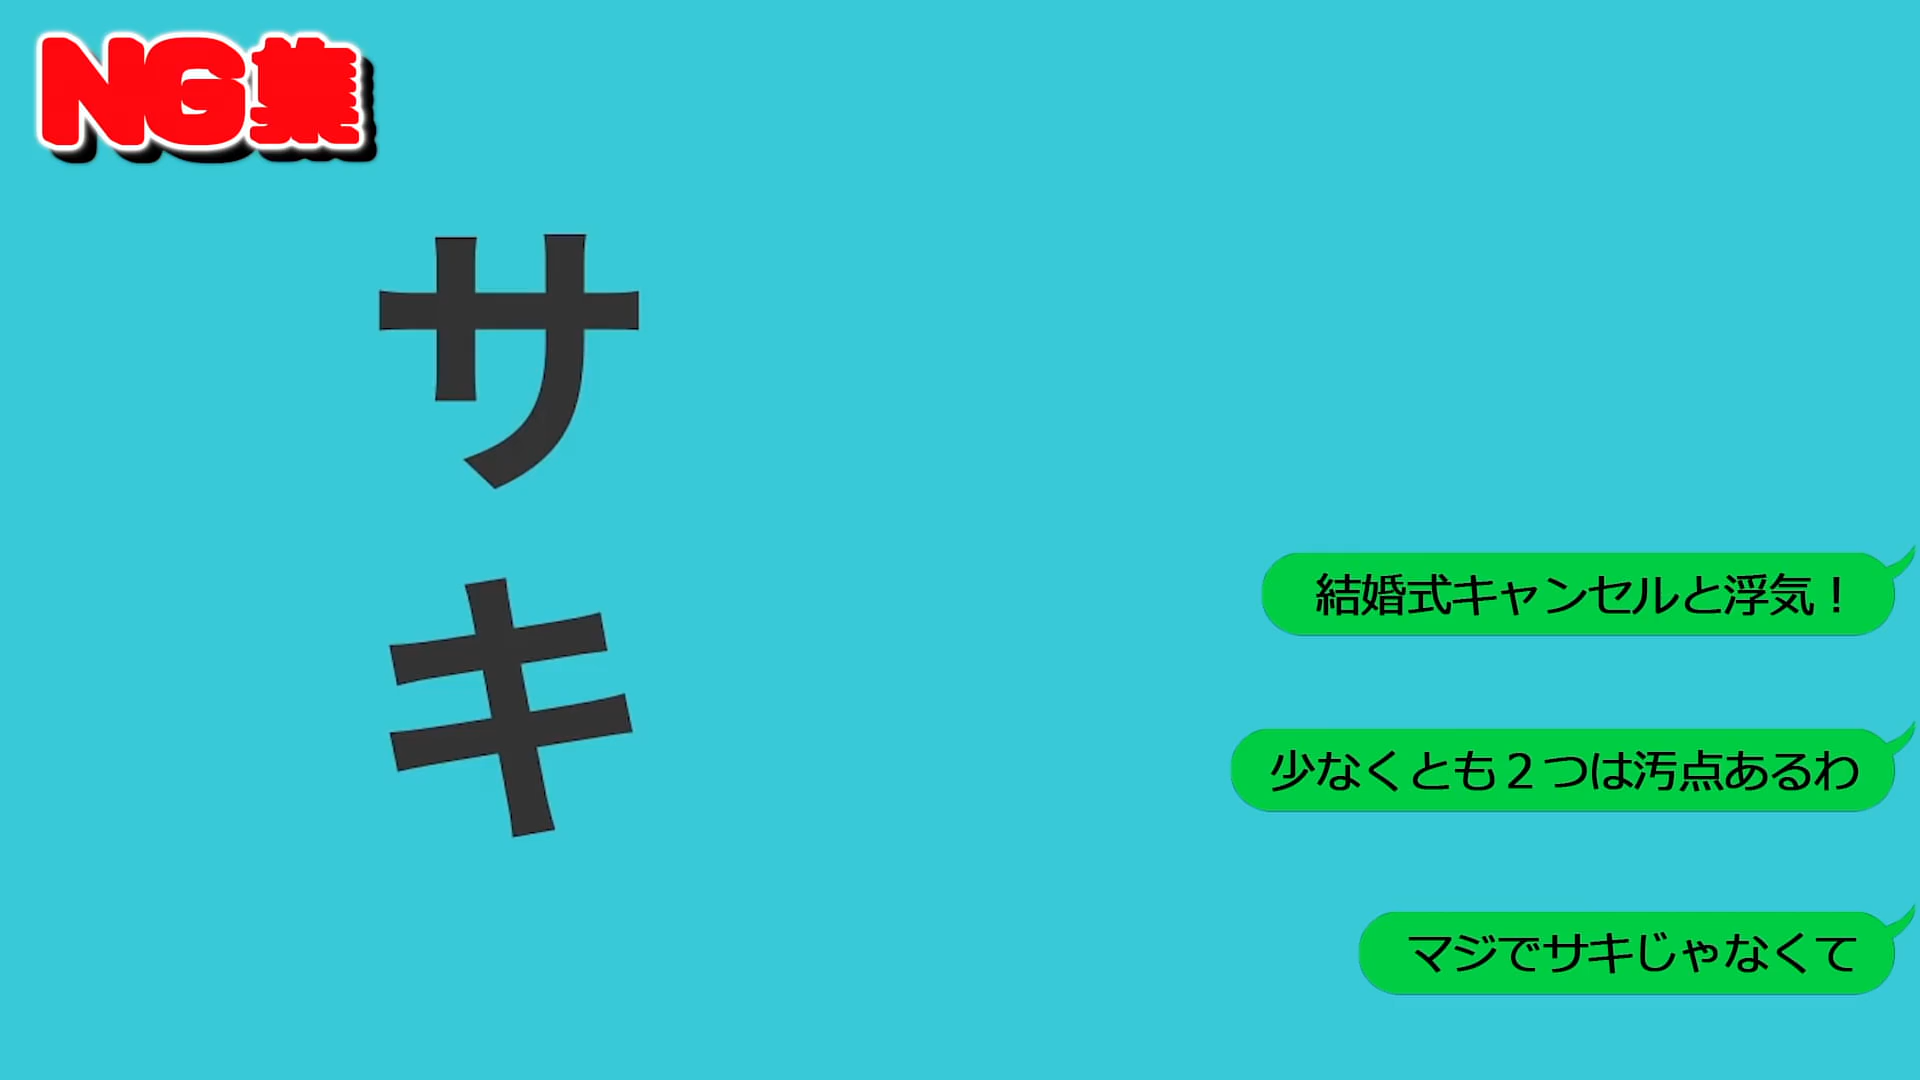 NG集
サキ
結婚式キャンセルと浮気！
少なくとも２つは汚点あるわ
マジでサキじゃなくて